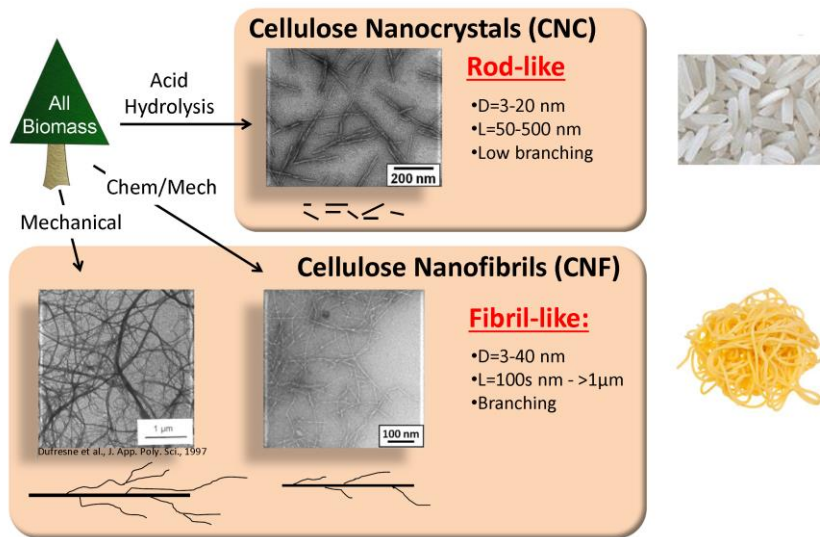 Cellulose Nanocrystals (CNC)
All
Biomass
Acid
Hydrolysis
Rod-like
•D=3-20 nm
•L=50-500 nm
•Low branching
200 nm
Chem/Mech
Mechanical
Cellulose Nanofibrils (CNF)
Fibril-like:
•D=3-40 nm
•L=100s nm - >1μm
•Branching
1 μm
100 nm
Dufresne et al., J. App. Poly. Sci., 1997